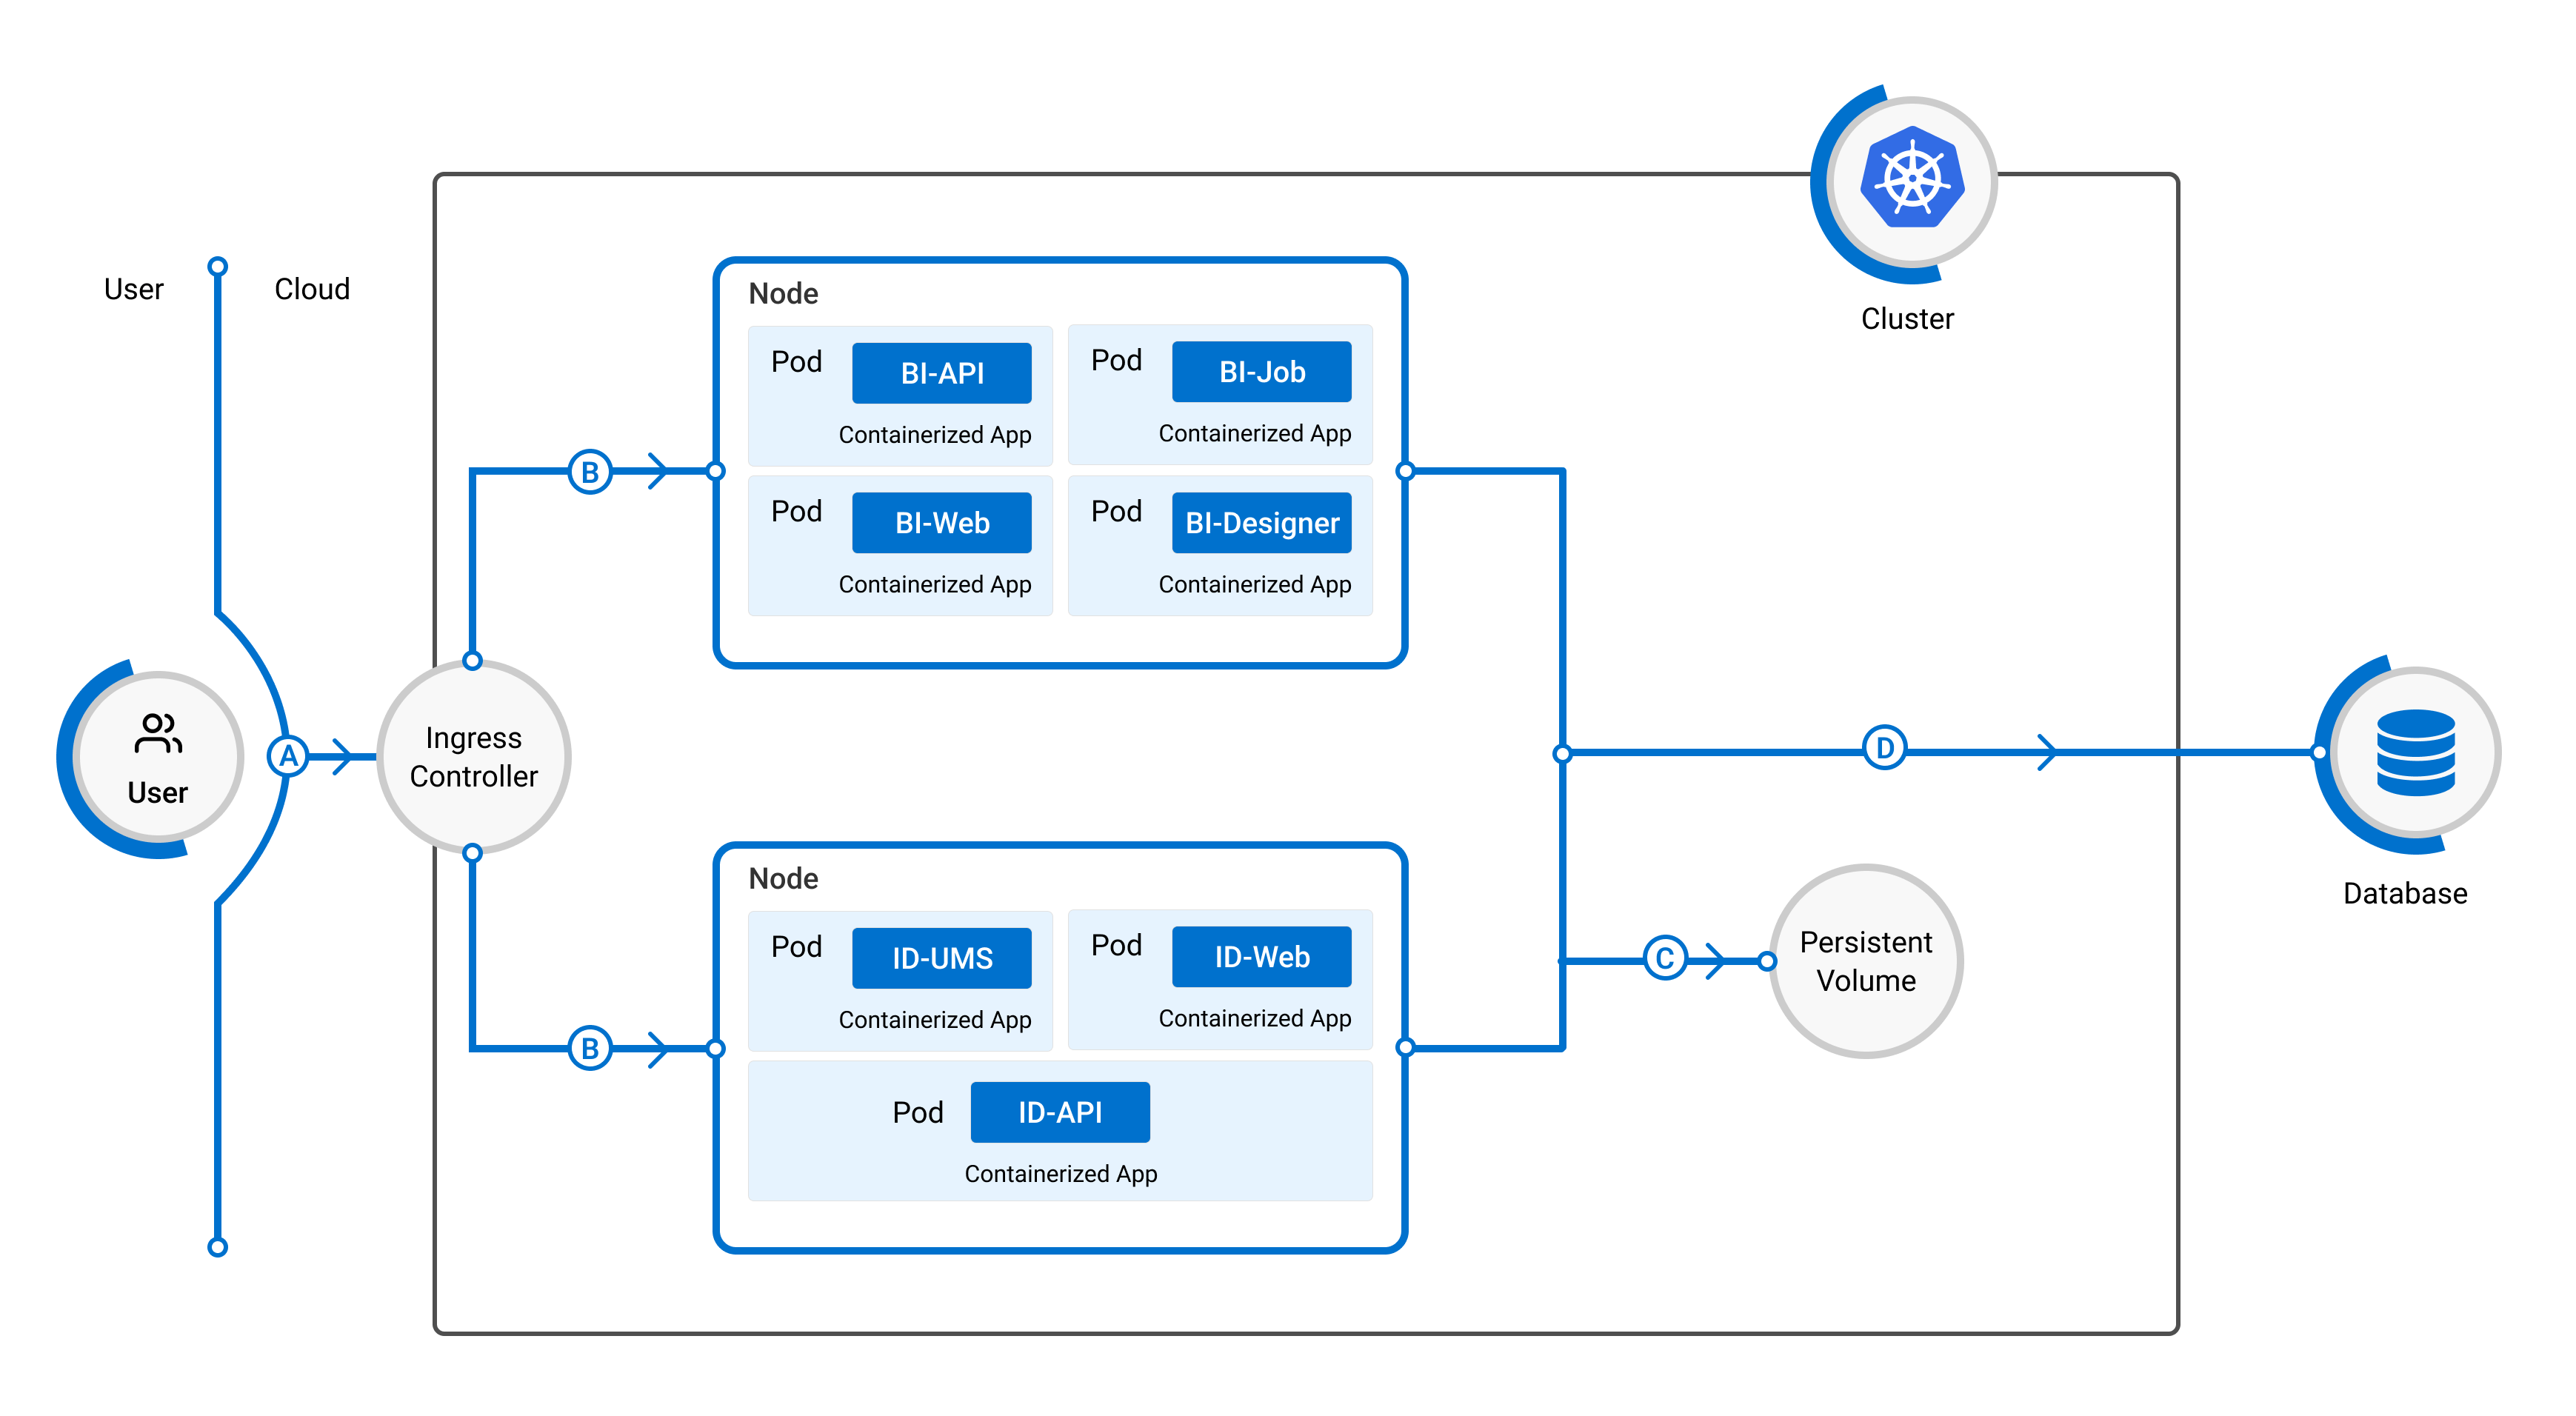 User
Cloud
Cluster
Node
Pod
BI-API
Containerized App
Pod
BI-Job
Containerized App
Pod
BI-Web
Containerized App
Pod
BI-Designer
Containerized App
B
User
A
Ingress
Controller
D
Database
Node
Pod
ID-UMS
Containerized App
Pod
ID-Web
Containerized App
Pod
ID-API
Containerized App
B
C
Persistent
Volume